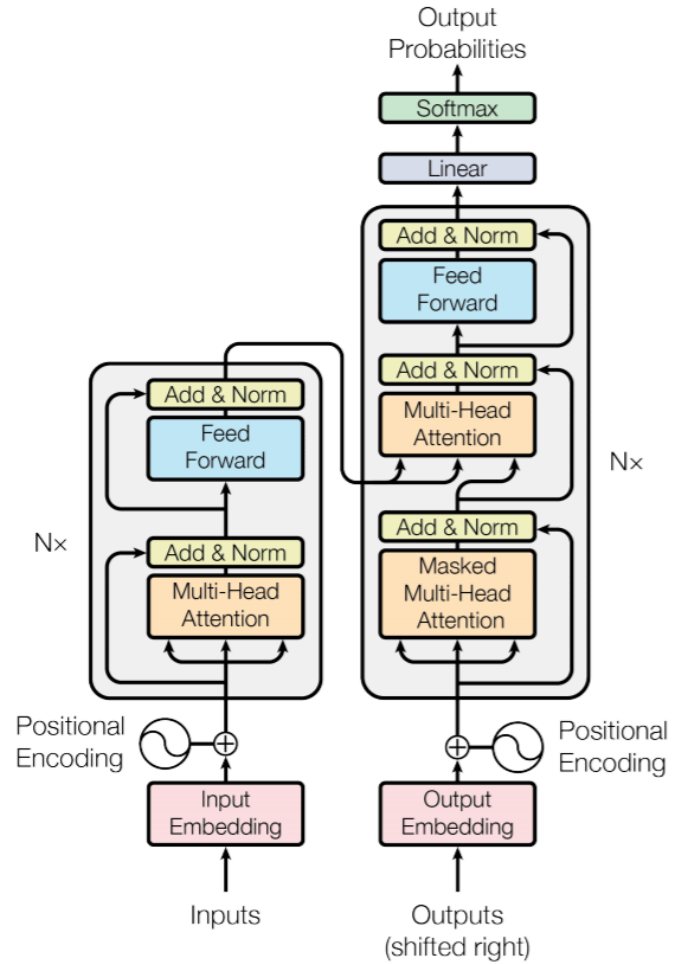 Output
Probabilities
Softmax
Linear
Add & Norm
Feed
Forward
Add & Norm
Multi-Head
Attention
Add & Norm
Masked
Multi-Head
Attention
N×
Add & Norm
Feed
Forward
Add & Norm
Multi-Head
Attention
N×
Positional
Encoding
Positional
Encoding
Input
Embedding
Output
Embedding
Inputs
Outputs
(shifted right)